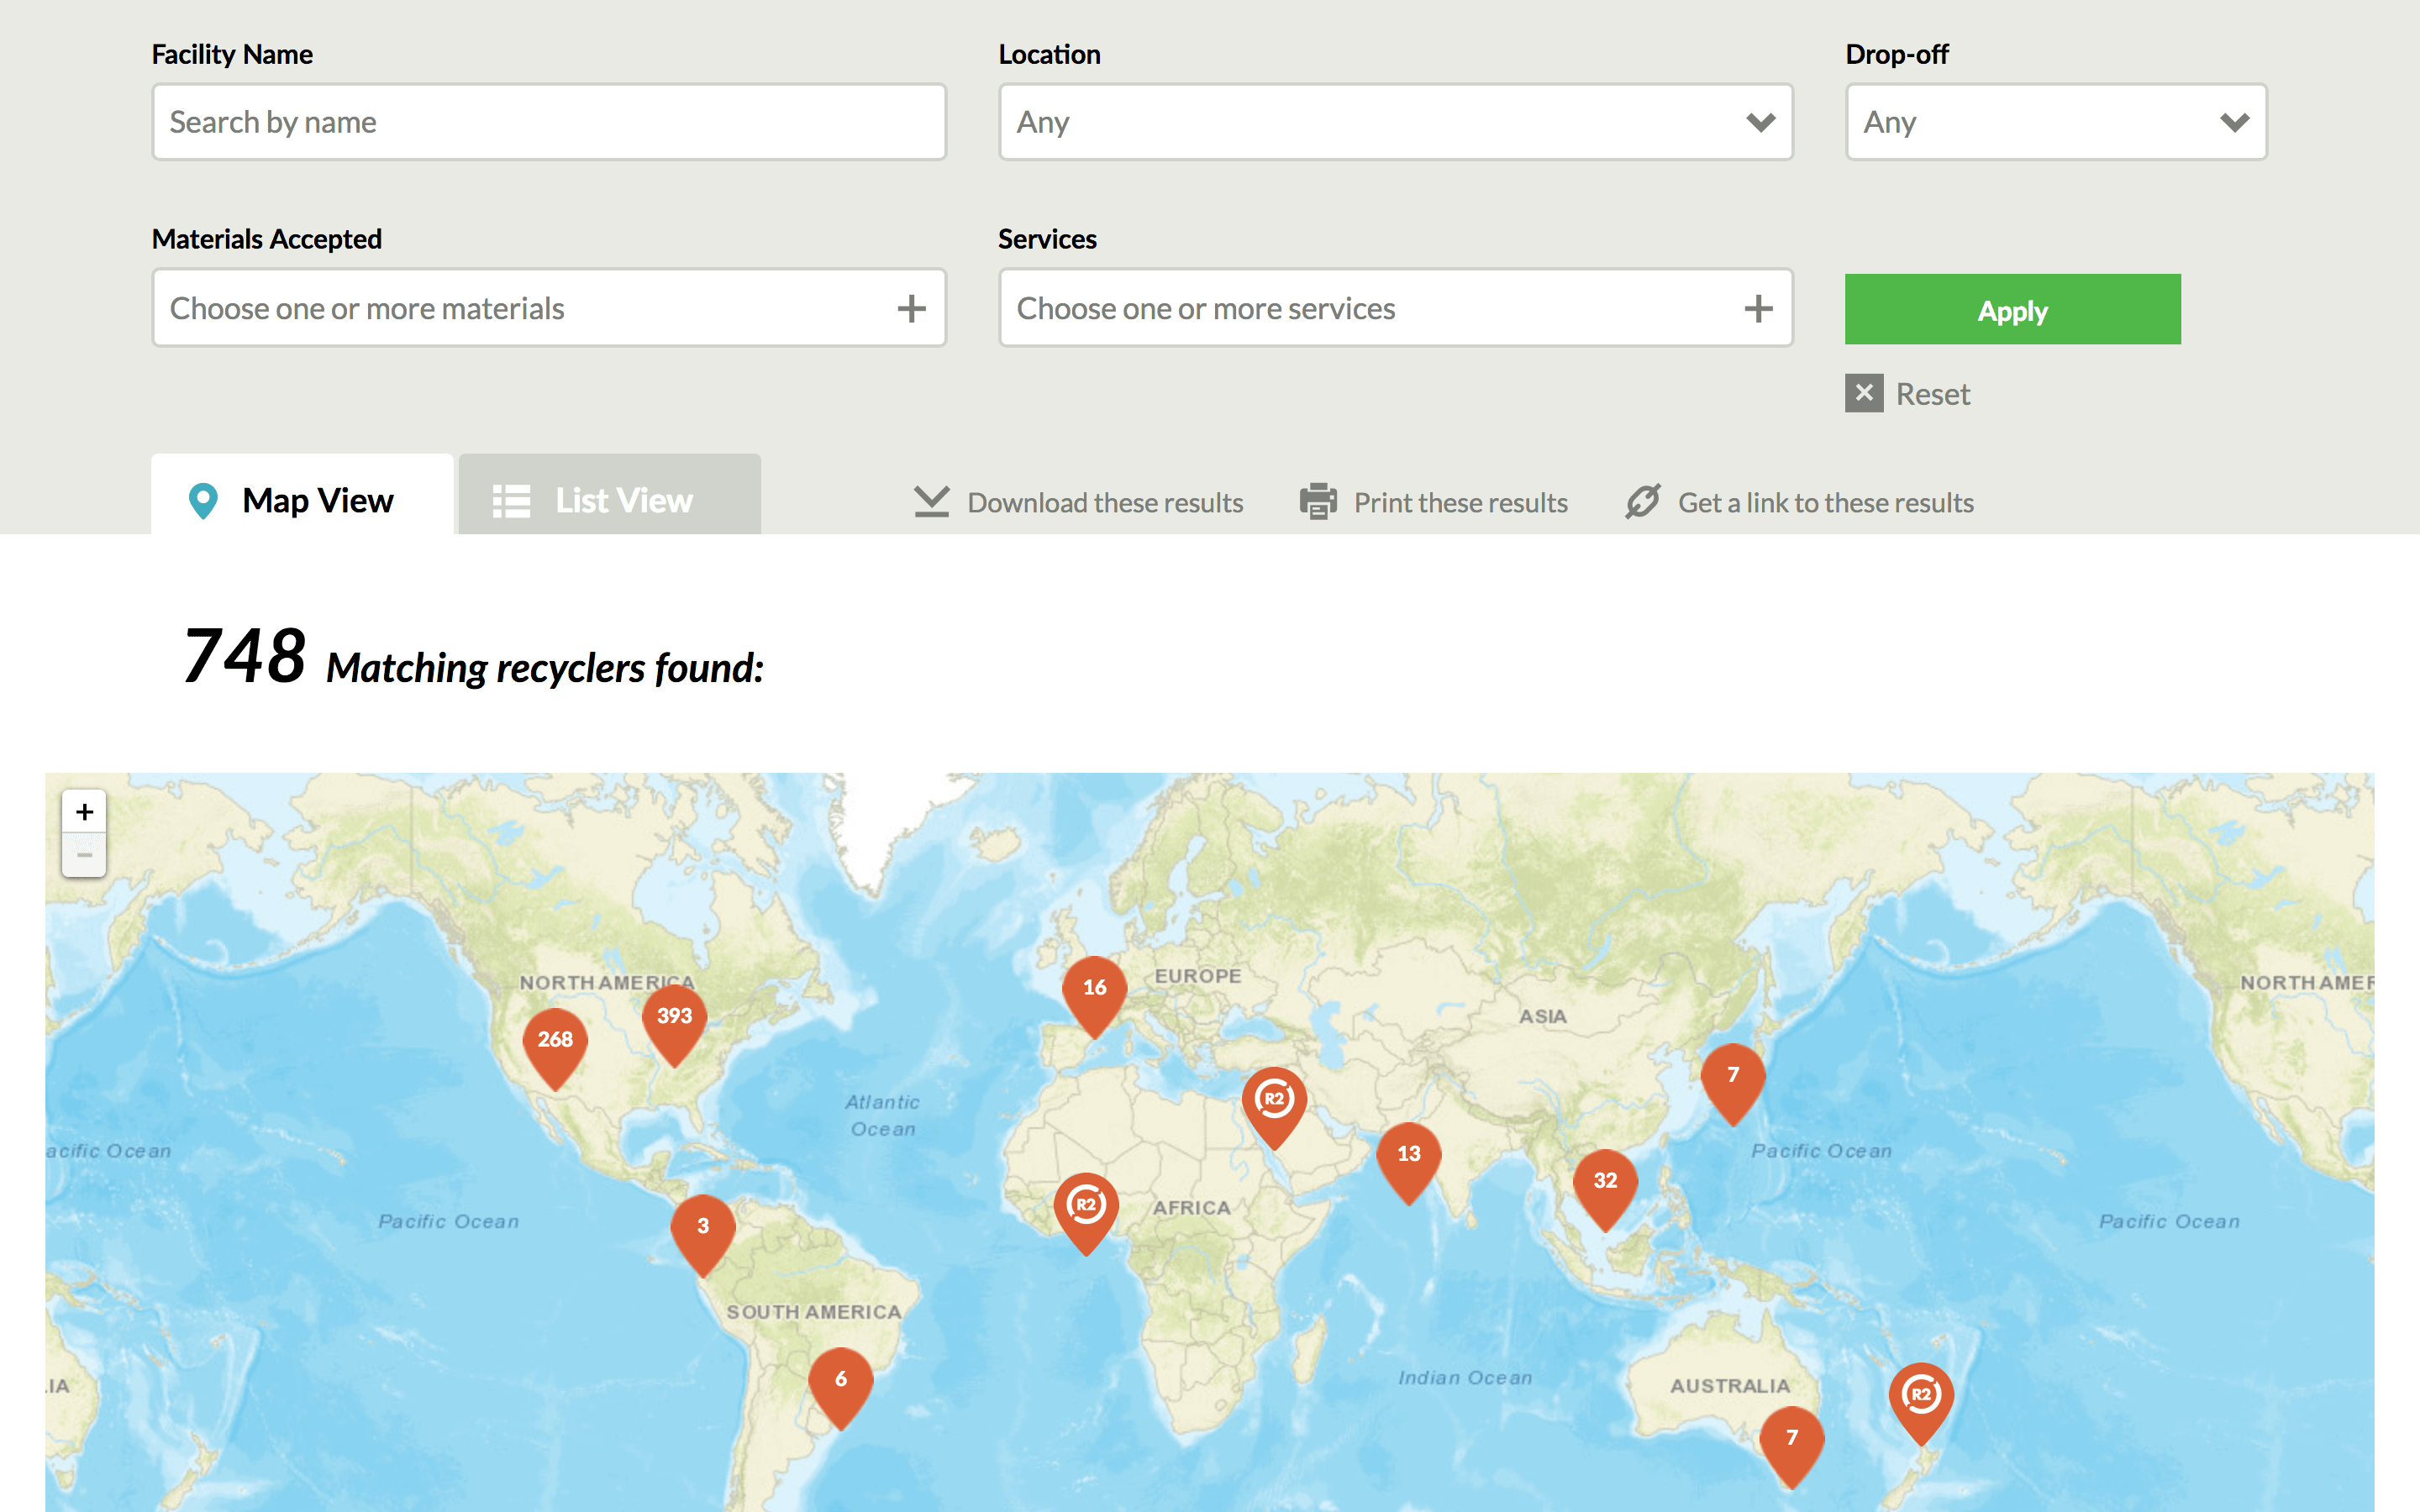 Facility Name
Location
Drop-off
Search by name
Any
Any
Materials Accepted
Services
Choose one or more materials
+
Choose one or more services
+
Apply
Reset
Map View
List View
Download these results
Print these results
Get a link to these results
748 Matching recyclers found:
+
−
NORTH AMERICA
EUROPE
NORTH AMER
16
393
ASIA
268
7
R2
Atlantic
Ocean
acific Ocean
Pacific Ocean
13
32
R2
AFRICA
3
Pacific Ocean
Pacific Ocean
SOUTH AMERICA
6
Indian Ocean
IA
AUSTRALIA
R2
7